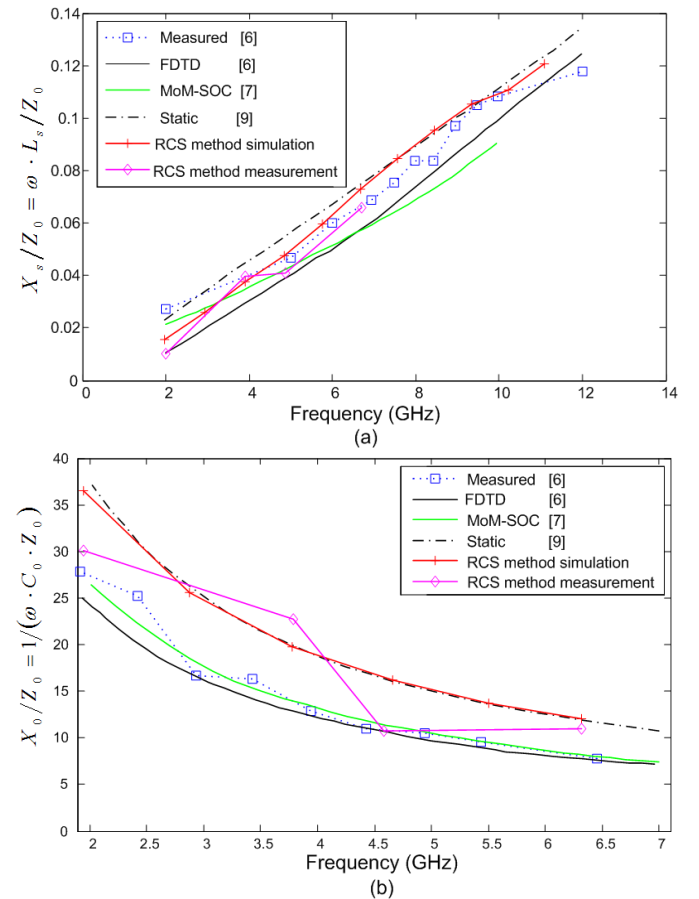 0.14
0.12
0.1
0.08
0.06
0.04
0.02
0
X_s/Z_0 = ω · L_s/Z_0
Measured [6]
FDTD [6]
MoM-SOC [7]
Static [9]
RCS method simulation
RCS method measurement
0 2 4 6 8 10 12 14
Frequency (GHz)
(a)
40
35
30
25
20
15
10
5
0
X_0/Z_0 = 1/(ω · C_0 · Z_0)
Measured [6]
FDTD [6]
MoM-SOC [7]
Static [9]
RCS method simulation
RCS method measurement
2 2.5 3 3.5 4 4.5 5 5.5 6 6.5 7
Frequency (GHz)
(b)